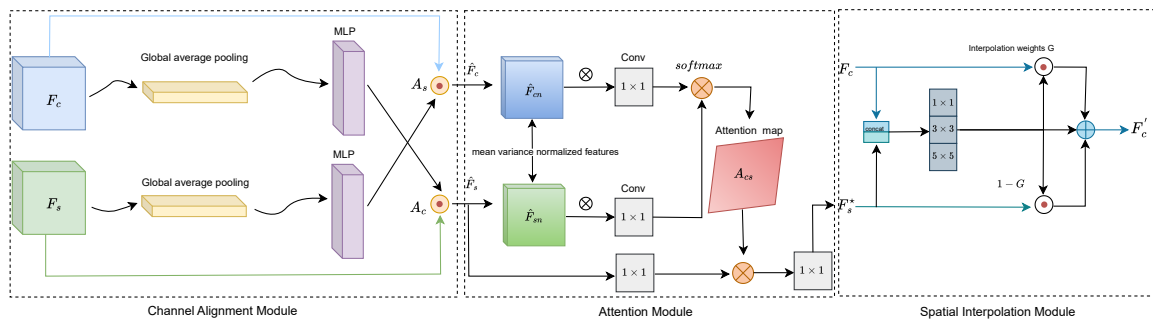 F_c
Global average pooling
MLP
A_s
F_s
Global average pooling
MLP
A_c
Channel Alignment Module
F̂_c
F̂_cn
⊗
Conv
1 × 1
softmax
Attention map
A_cs
mean variance normalized features
F̂_s
F̂_sn
⊗
Conv
1 × 1
1 × 1
1 × 1
Attention Module
Interpolation weights G
F_c
concat
1 × 1
3 × 3
5 × 5
F_c′
1 − G
F_s⋆
Spatial Interpolation Module